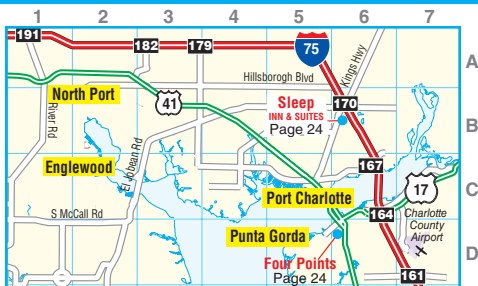 1 2 3 4 5 6 7
191
182
179
75
Kings Hwy
A
Hillsborogh Blvd
North Port
41
Sleep
INN & SUITES
Page 24
170
B
River Rd
El Jobean Rd
Englewood
167
17
C
Port Charlotte
S McCall Rd
164
Charlotte
County
Airport
Punta Gorda
D
Four Points
Page 24
161